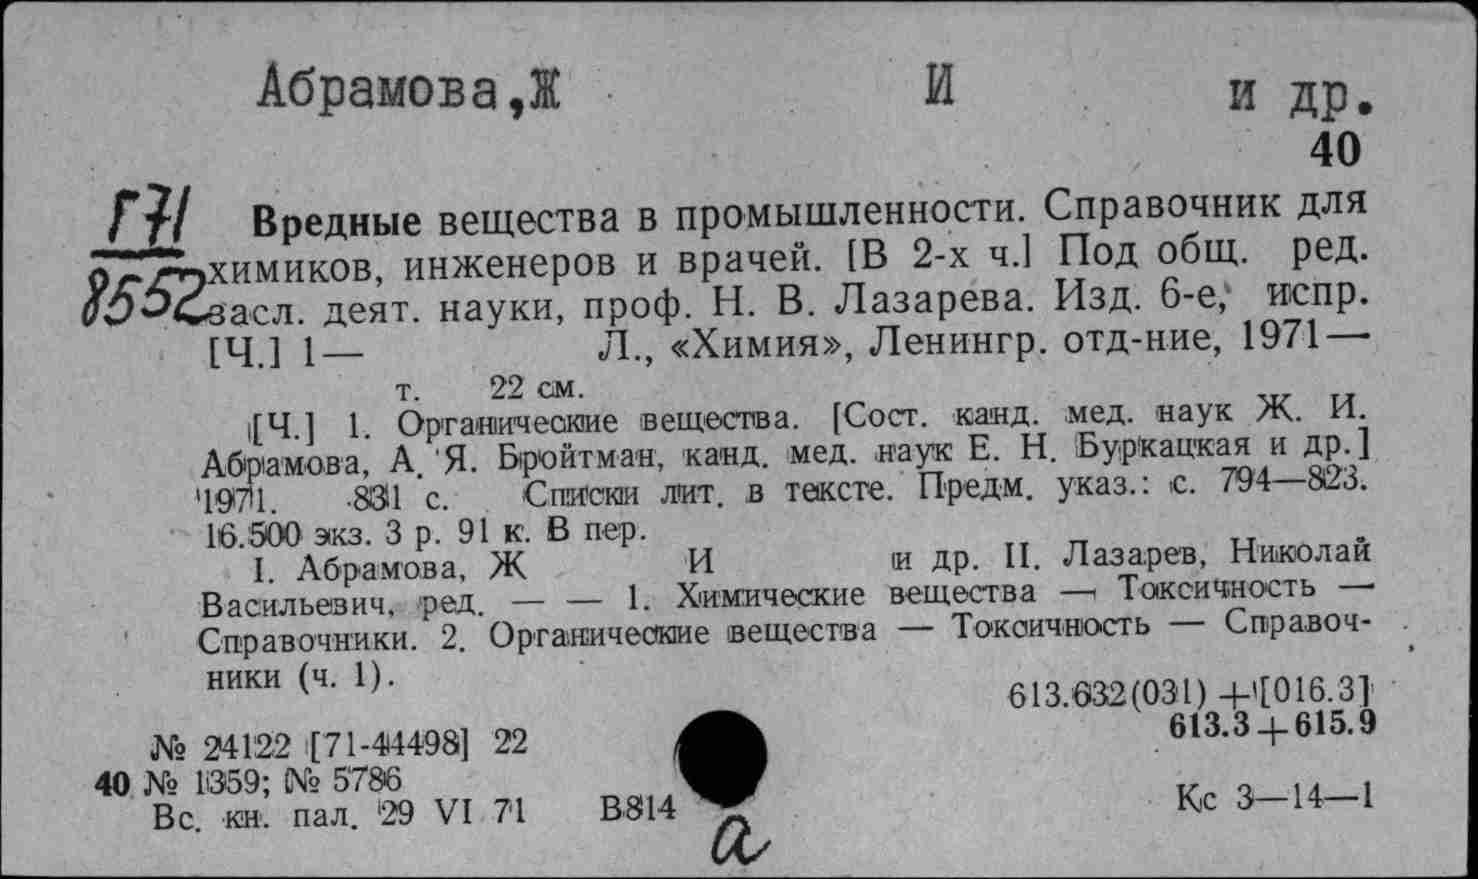 Абрамова,Ж И и др.
40
Г71
8552
Вредные вещества в промышленности. Справочник для
химиков, инженеров и врачей. [В 2-х ч.] Под общ. ред.
засл. деят. науки, проф. Н. В. Лазарева. Изд. 6-е, испр.
[Ч.] 1— Л., «Химия», Ленингр. отд-ние, 1971—
т. 22 см.
[Ч.] 1. Органические вещества. [Сост. канд. мед. наук Ж. И.
Абрамова, А. Я. Бройтман, канд. мед. наук Е. Н. Буркацкая и др.]
1971. 831 с. Списки лит. в тексте. Предм. указ.: с. 794—823.
16.500 экз. 3 р. 91 к. В пер.
I. Абрамова, Ж И и др. II. Лазарев, Николай
Васильевич, ред. — — 1. Химические вещества — Токсичность —
Справочники. 2. Органические вещества — Токсичность — Справоч-
ники (ч. 1).
613.632(031)+[016.3]
613.3+615.9
№ 24122 [71-44498] 22
40 № 1359; № 5786
Вс. кн. пал. 29 VI 71 В814
Кс 3—14—1
а